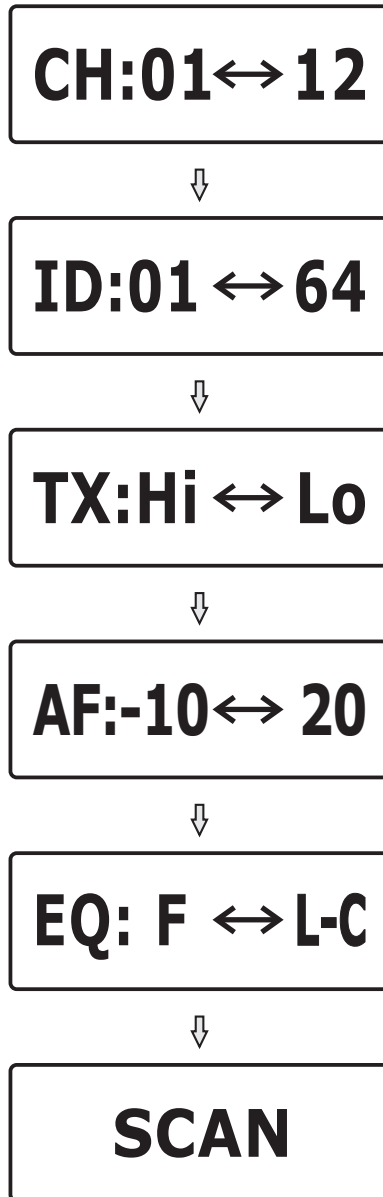 CH:01↔12
ID:01 ↔ 64
TX:Hi ↔ Lo
AF:-10↔ 20
EQ: F ↔ L-C
SCAN